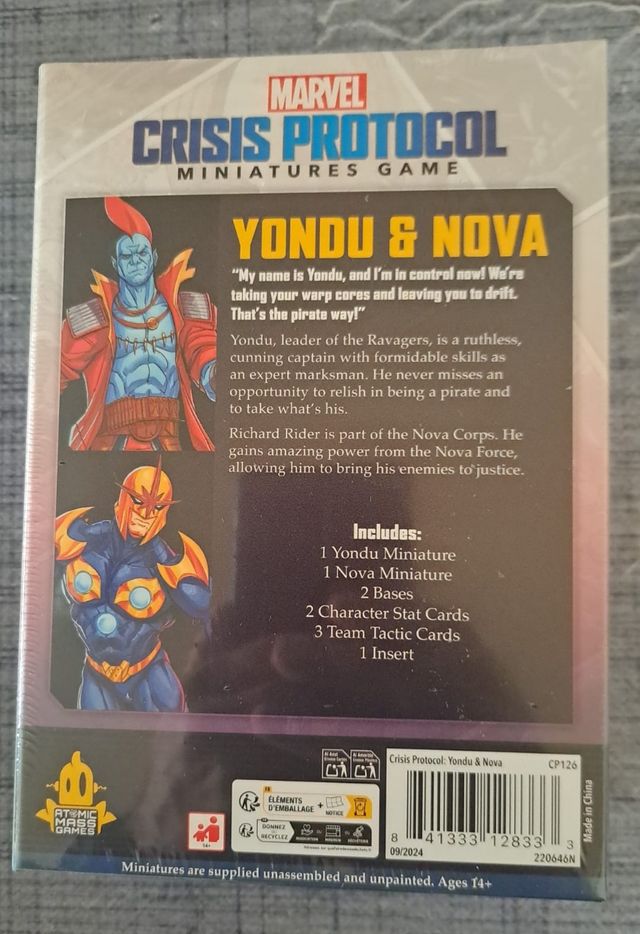 MARVEL
CRISIS PROTOCOL
MINIATURES GAME
YONDU & NOVA
"My name is Yondu, and I'm in control now! We're
taking your warp cores and leaving you to drift.
That's the pirate way!"
Yondu, leader of the Ravagers, is a ruthless,
cunning captain with formidable skills as
an expert marksman. He never misses an
opportunity to relish in being a pirate and
to take what's his.
Richard Rider is part of the Nova Corps. He
gains amazing power from the Nova Force,
allowing him to bring his enemies to justice.
Includes:
1 Yondu Miniature
1 Nova Miniature
2 Bases
2 Character Stat Cards
3 Team Tactic Cards
1 Insert
ATOMIC
MASS
GAMES
14+
FR
ÉLÉMENTS
D'EMBALLAGE
+
NOTICE
DONNEZ
OU
RECYCLEZ
Crisis Protocol: Yondu & Nova
CP126
8 41333 12833 3
09/2024
220646N
Made in China
Miniatures are supplied unassembled and unpainted. Ages 14+